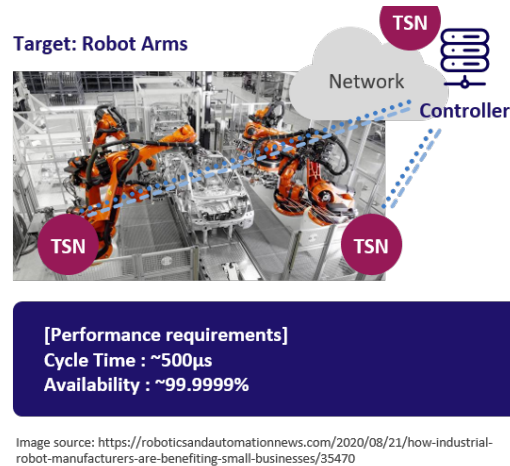 TSN
Target: Robot Arms
Network
Controller
TSN
TSN
[Performance requirements]
Cycle Time : ~500µs
Availability : ~99.9999%
Image source: https://roboticsandautomationnews.com/2020/08/21/how-industrial-
robot-manufacturers-are-benefiting-small-businesses/35470